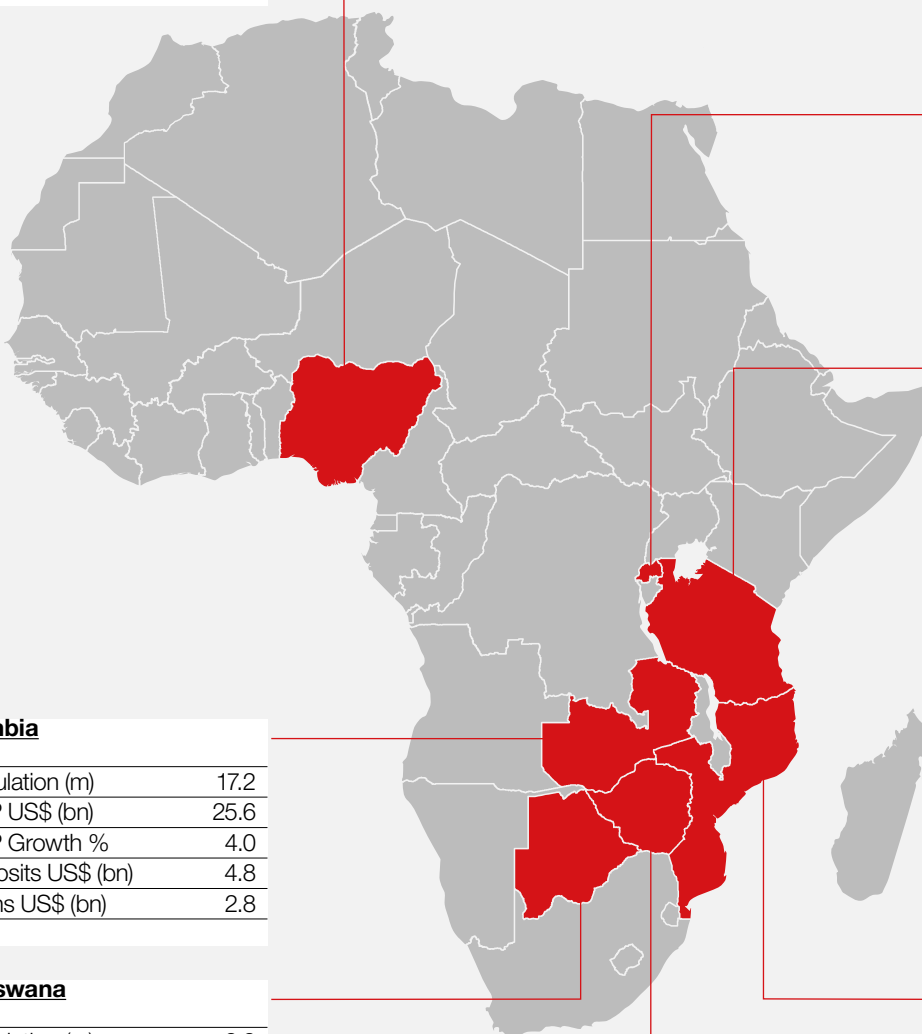 mbia
ulation (m) 17.2
P US$ (bn) 25.6
P Growth % 4.0
osits US$ (bn) 4.8
ns US$ (bn) 2.8
swana